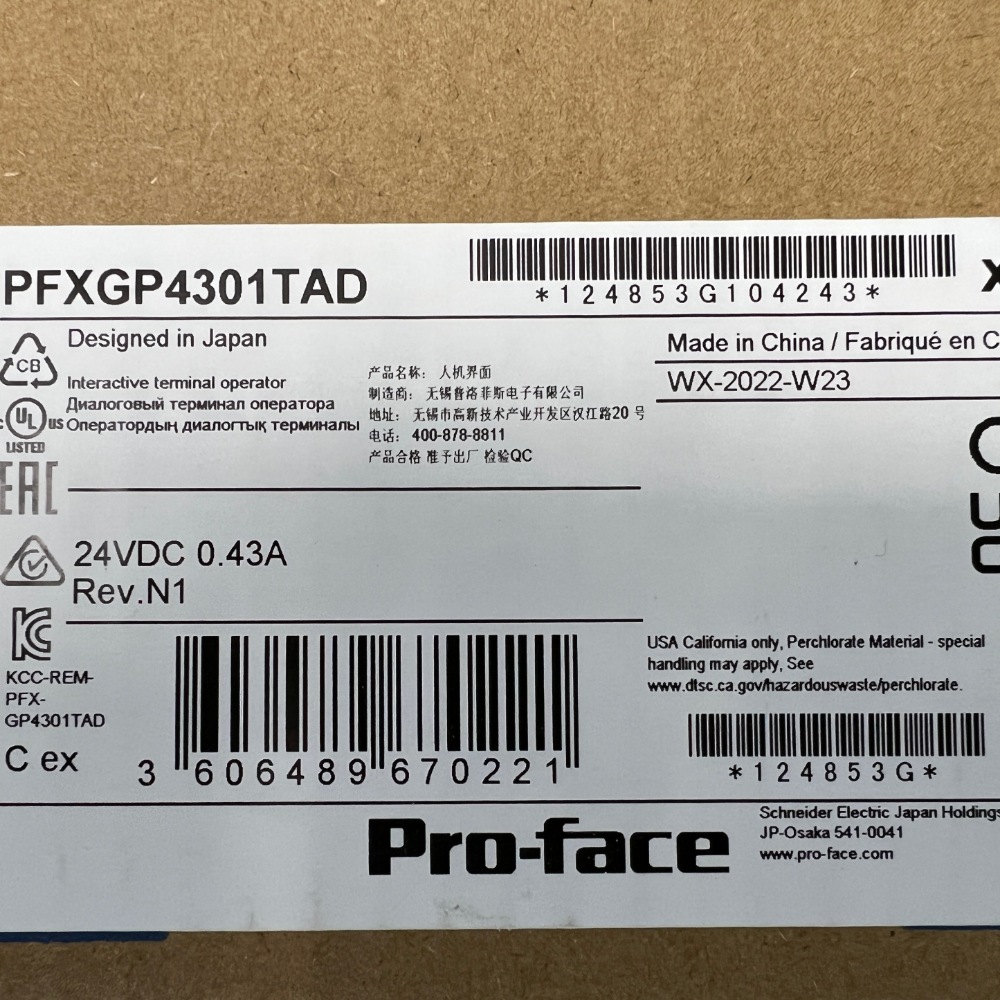 PFXGP4301TAD
*124853G104243*
Designed in Japan
Made in China / Fabriqué en C
WX-2022-W23
CB
Interactive terminal operator
Диалоговый терминал оператора
Оператордың диалогтық терминалы
c UL US
LISTED
EAC
产品名称: 人机界面
制造商: 无锡普洛菲斯电子有限公司
地址: 无锡市高新技术产业开发区汉江路20 号
电话: 400-878-8811
产品合格 准予出厂 检验QC
24VDC 0.43A
Rev.N1
KC
KCC-REM-
PFX-
GP4301TAD
C ex
3 606489 670221
USA California only, Perchlorate Material - special
handling may apply, See
www.dtsc.ca.gov/hazardouswaste/perchlorate.
*124853G*
Pro-face
Schneider Electric Japan Holdings
JP-Osaka 541-0041
www.pro-face.com